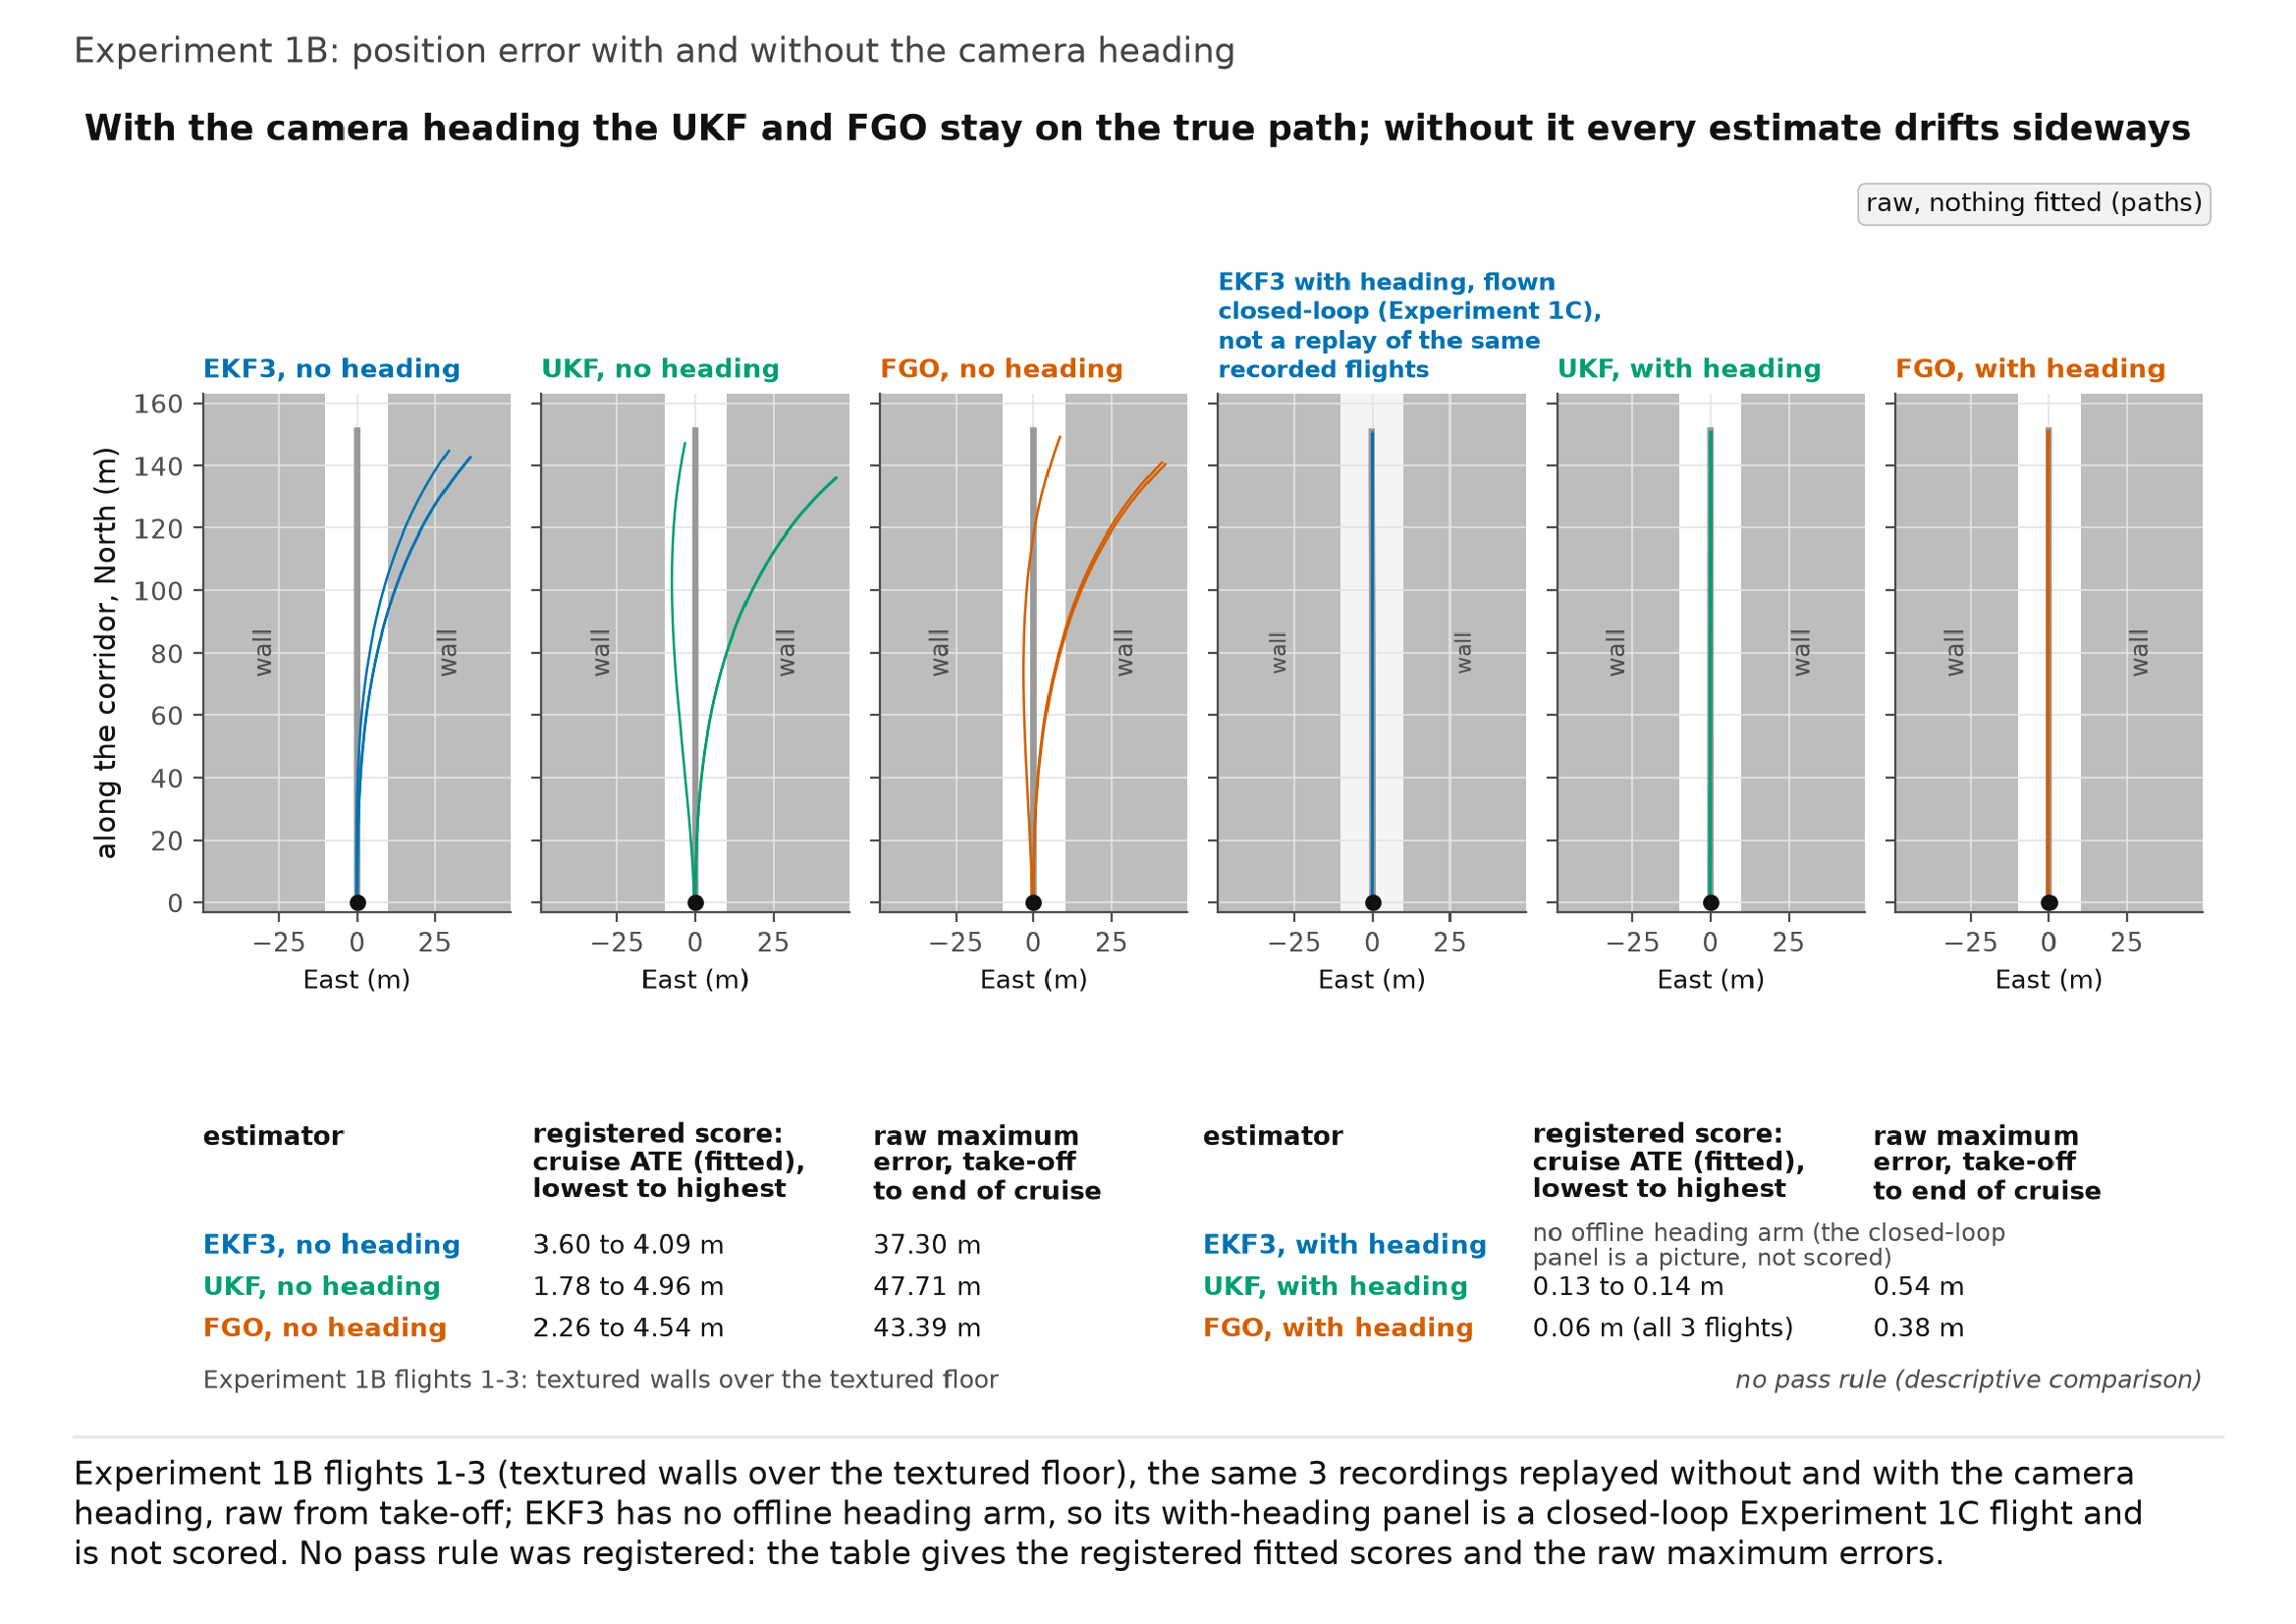 Experiment 1B: position error with and without the camera heading
With the camera heading the UKF and FGO stay on the true path; without it every estimate drifts sideways
raw, nothing fitted (paths)
EKF3, no heading
UKF, no heading
FGO, no heading
EKF3 with heading, flown
closed-loop (Experiment 1C),
not a replay of the same
recorded flights
UKF, with heading
FGO, with heading
along the corridor, North (m)
160
140
120
100
80
60
40
20
0
wall
wall
wall
wall
wall
wall
wall
wall
wall
wall
wall
wall
−25 0 25
−25 0 25
−25 0 25
−25 0 25
−25 0 25
−25 0 25
East (m)
East (m)
East (m)
East (m)
East (m)
East (m)
estimator
registered score:
cruise ATE (fitted),
lowest to highest
raw maximum
error, take-off
to end of cruise
EKF3, no heading 3.60 to 4.09 m 37.30 m
UKF, no heading 1.78 to 4.96 m 47.71 m
FGO, no heading 2.26 to 4.54 m 43.39 m
Experiment 1B flights 1-3: textured walls over the textured floor
estimator
registered score:
cruise ATE (fitted),
lowest to highest
raw maximum
error, take-off
to end of cruise
EKF3, with heading
no offline heading arm (the closed-loop
panel is a picture, not scored)
UKF, with heading 0.13 to 0.14 m 0.54 m
FGO, with heading 0.06 m (all 3 flights) 0.38 m
no pass rule (descriptive comparison)
Experiment 1B flights 1-3 (textured walls over the textured floor), the same 3 recordings replayed without and with the camera
heading, raw from take-off; EKF3 has no offline heading arm, so its with-heading panel is a closed-loop Experiment 1C flight and
is not scored. No pass rule was registered: the table gives the registered fitted scores and the raw maximum errors.